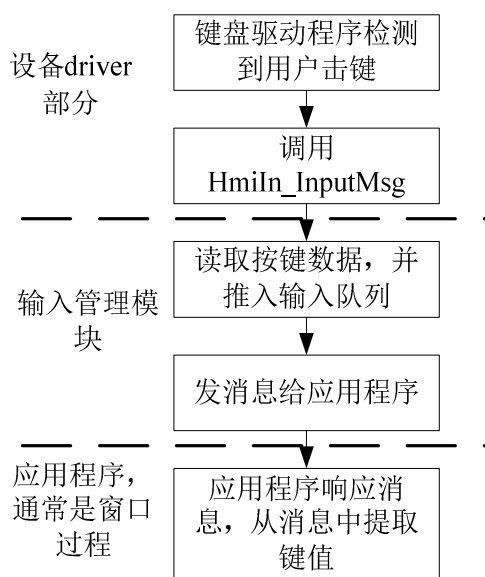 键盘驱动程序检测
到用户击键
设备driver
部分
调用
HmiIn_InputMsg
读取按键数据，并
推入输入队列
输入管理模
块
发消息给应用程序
应用程序，
通常是窗口
过程
应用程序响应消
息，从消息中提取
键值